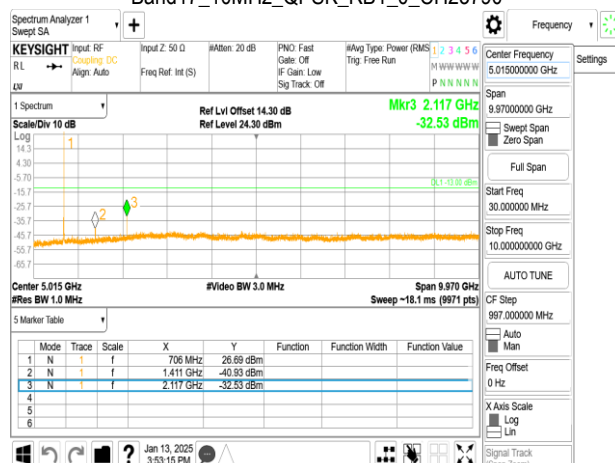 Spectrum Analyzer 1
Swept SA
Frequency
Settings
KEYSIGHT
RL
Input: RF
Coupling: DC
Align: Auto
Input Z: 50 Ω
Freq Ref: Int (S)
#Atten: 20 dB
PNO: Fast
Gate: Off
IF Gain: Low
Sig Track: Off
#Avg Type: Power (RMS
Trig: Free Run
1 2 3 4 5 6
M W W W W W
P N N N N N
1 Spectrum
Scale/Div 10 dB
Ref Lvl Offset 14.30 dB
Ref Level 24.30 dBm
Mkr3 2.117 GHz
-32.53 dBm
Log
14.3
4.30
-5.70
-15.7
-25.7
-35.7
-45.7
-55.7
-65.7
1
2
3
DL1 -13.00 dBm
Center 5.015 GHz
#Video BW 3.0 MHz
Span 9.970 GHz
#Res BW 1.0 MHz
Sweep ~18.1 ms (9971 pts)
5 Marker Table
Mode Trace Scale X Y Function Function Width Function Value
1 N 1 f 706 MHz 26.69 dBm
2 N 1 f 1.411 GHz -40.93 dBm
3 N 1 f 2.117 GHz -32.53 dBm
4
5
6
Center Frequency
5.015000000 GHz
Span
9.97000000 GHz
Swept Span
Zero Span
Full Span
Start Freq
30.000000 MHz
Stop Freq
10.000000000 GHz
AUTO TUNE
CF Step
997.000000 MHz
Auto
Man
Freq Offset
0 Hz
X Axis Scale
Log
Lin
Signal Track
Jan 13, 2025
3:53:15 PM